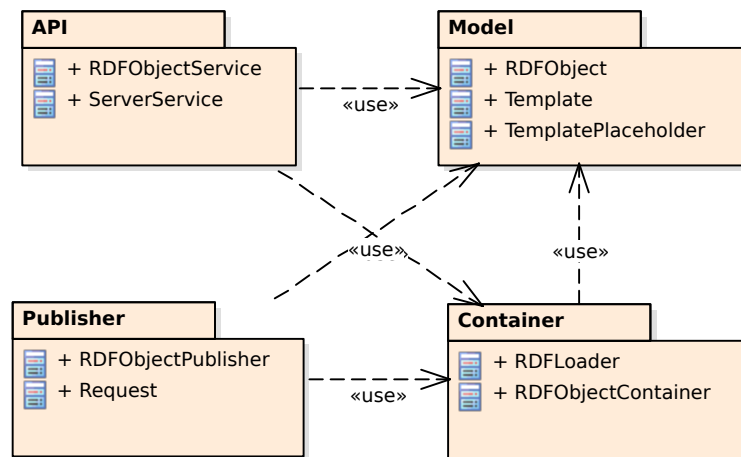 API
+ RDFObjectService
+ ServerService
«use»
Model
+ RDFObject
+ Template
+ TemplatePlaceholder
«use»
«use»
Publisher
+ RDFObjectPublisher
+ Request
«use»
Container
+ RDFLoader
+ RDFObjectContainer